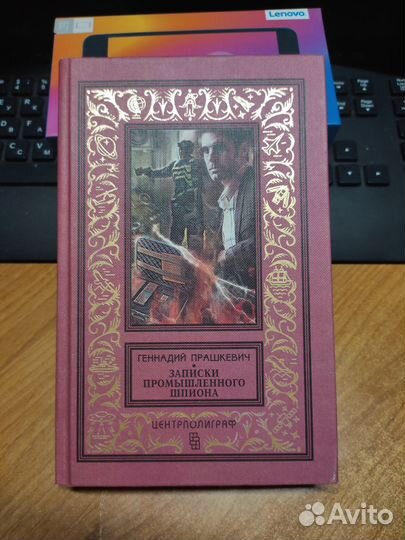 Lenovo
ГЕННАДИЙ ПРАШКЕВИЧ
ЗАПИСКИ
ПРОМЫШЛЕННОГО
ШПИОНА
ЦЕНТРПОЛИГРАФ
Avito